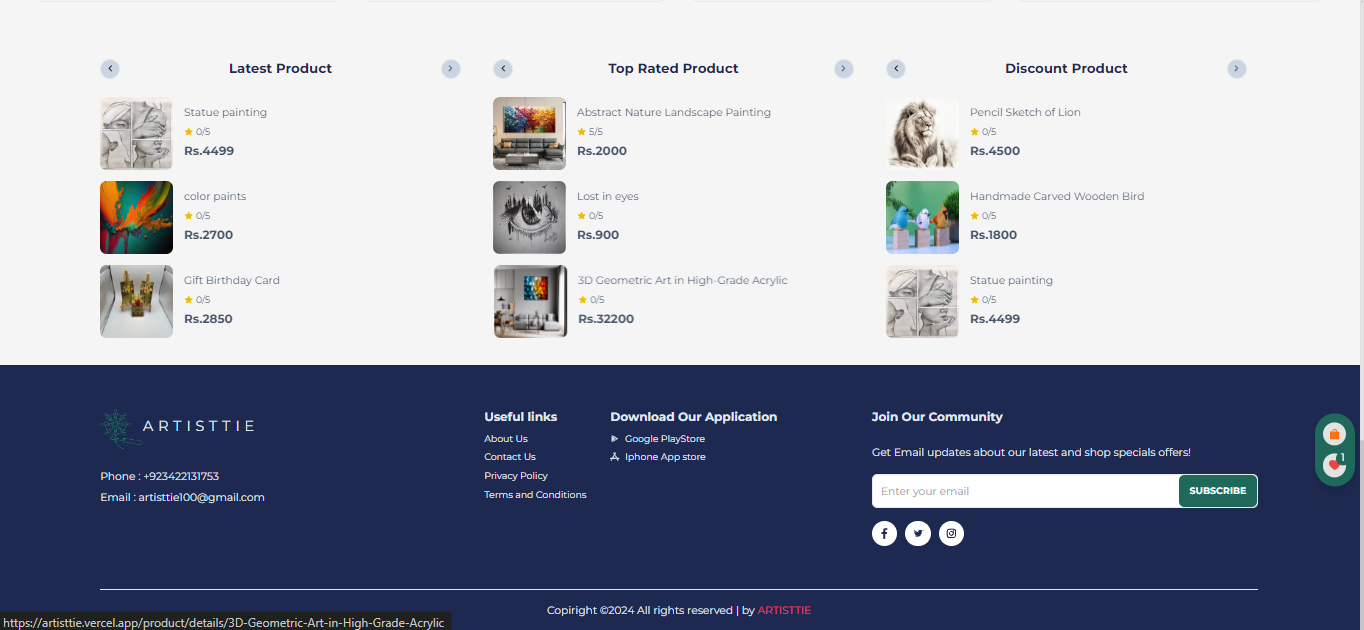 Latest Product
Statue painting
0/5
Rs.4499
color paints
0/5
Rs.2700
Gift Birthday Card
0/5
Rs.2850
Top Rated Product
Abstract Nature Landscape Painting
5/5
Rs.2000
Lost in eyes
0/5
Rs.900
3D Geometric Art in High-Grade Acrylic
0/5
Rs.32200
Discount Product
Pencil Sketch of Lion
0/5
Rs.4500
Handmade Carved Wooden Bird
0/5
Rs.1800
Statue painting
0/5
Rs.4499
ARTISTTIE
Phone : +923422131753
Email : artisttie100@gmail.com
Useful links
About Us
Contact Us
Privacy Policy
Terms and Conditions
Download Our Application
Google PlayStore
Iphone App store
Join Our Community
Get Email updates about our latest and shop specials offers!
Enter your email
SUBSCRIBE
1
Copiright ©2024 All rights reserved | by ARTISTTIE
https://artisttie.vercel.app/product/details/3D-Geometric-Art-in-High-Grade-Acrylic